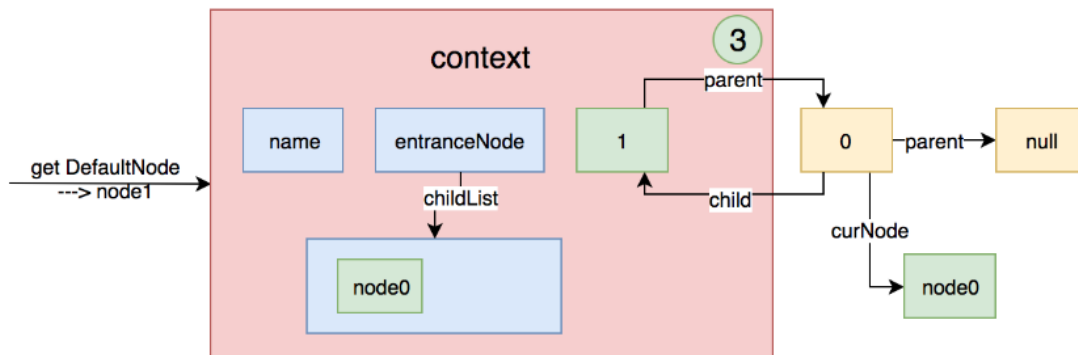 3
context
parent
name
entranceNode
1
0
parent
null
get DefaultNode
---> node1
childList
child
curNode
node0
node0